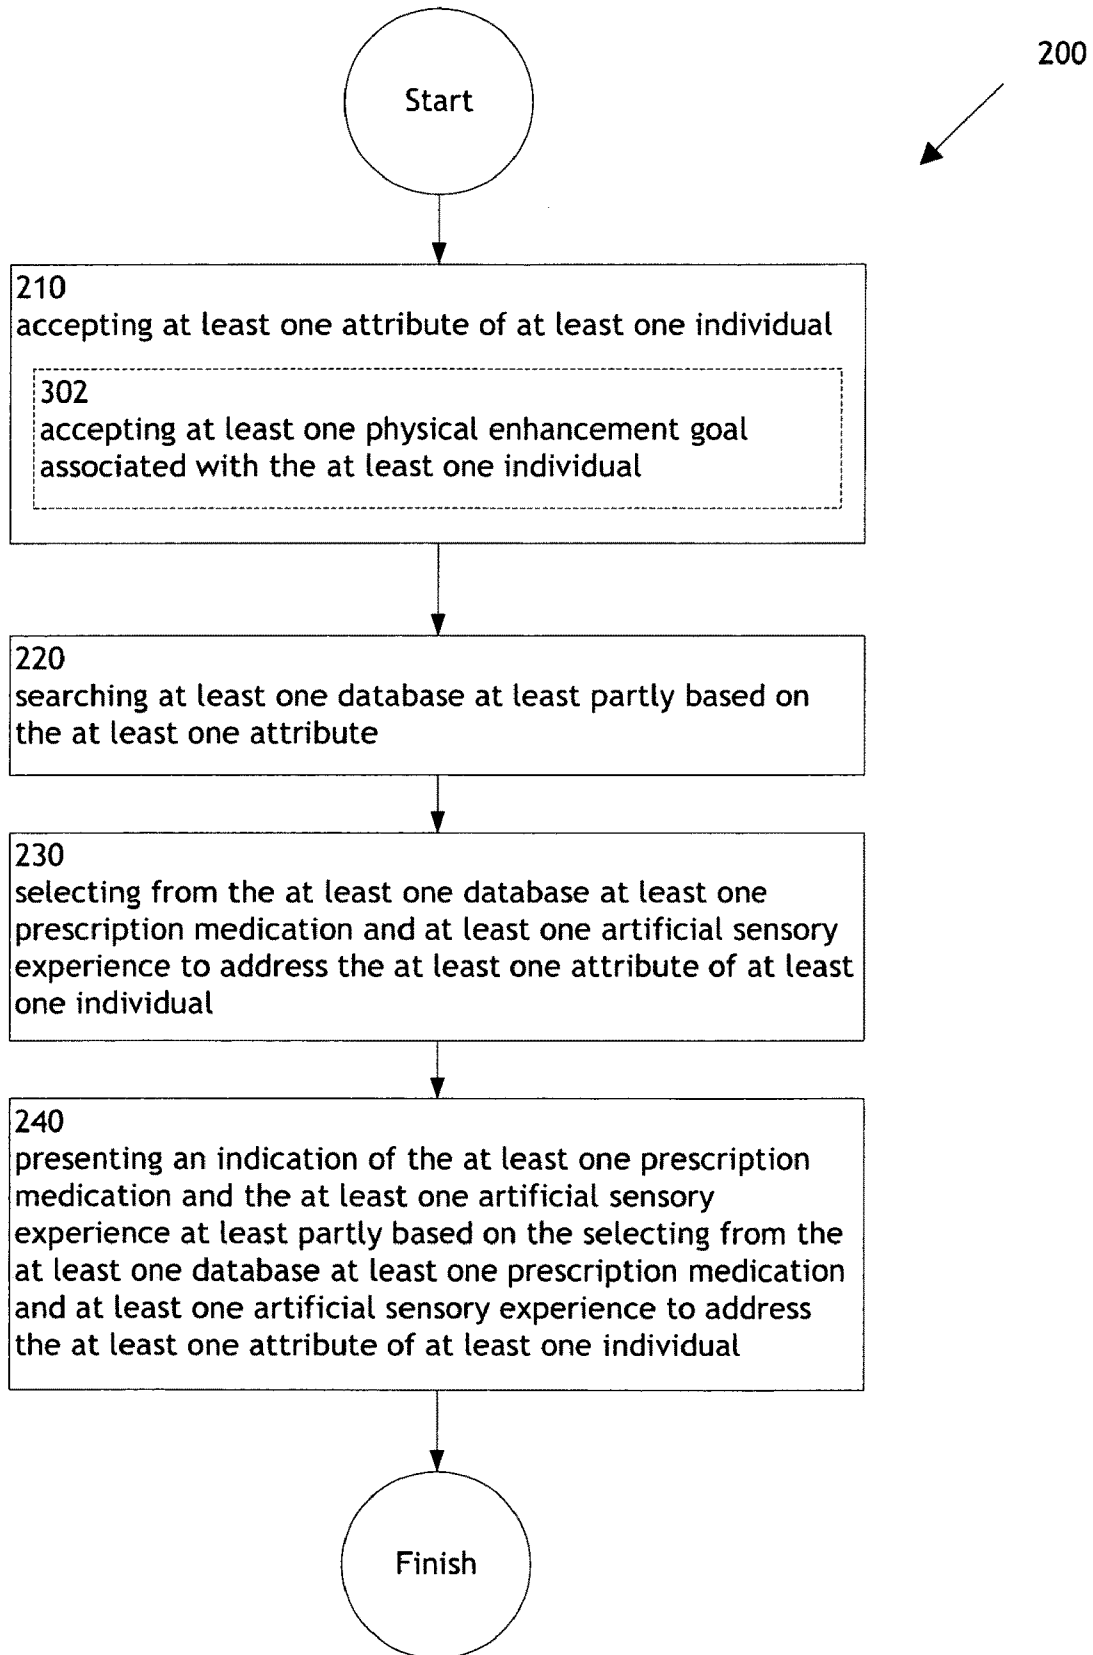 Start
200
210
accepting at least one attribute of at least one individual
302
accepting at least one physical enhancement goal
associated with the at least one individual
220
searching at least one database at least partly based on
the at least one attribute
230
selecting from the at least one database at least one
prescription medication and at least one artificial sensory
experience to address the at least one attribute of at least
one individual
240
presenting an indication of the at least one prescription
medication and the at least one artificial sensory
experience at least partly based on the selecting from the
at least one database at least one prescription medication
and at least one artificial sensory experience to address
the at least one attribute of at least one individual
Finish